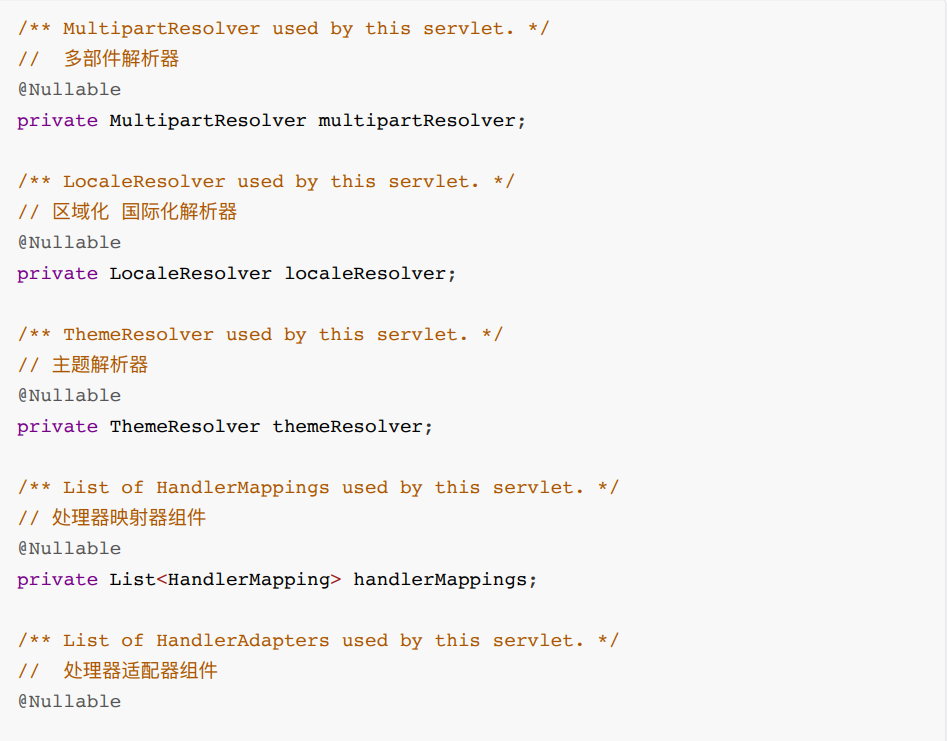 /** MultipartResolver used by this servlet. */
//  多部件解析器
@Nullable
private MultipartResolver multipartResolver;
/** LocaleResolver used by this servlet. */
// 区域化 国际化解析器
@Nullable
private LocaleResolver localeResolver;
/** ThemeResolver used by this servlet. */
// 主题解析器
@Nullable
private ThemeResolver themeResolver;
/** List of HandlerMappings used by this servlet. */
// 处理器映射器组件
@Nullable
private List<HandlerMapping> handlerMappings;
/** List of HandlerAdapters used by this servlet. */
//  处理器适配器组件
@Nullable